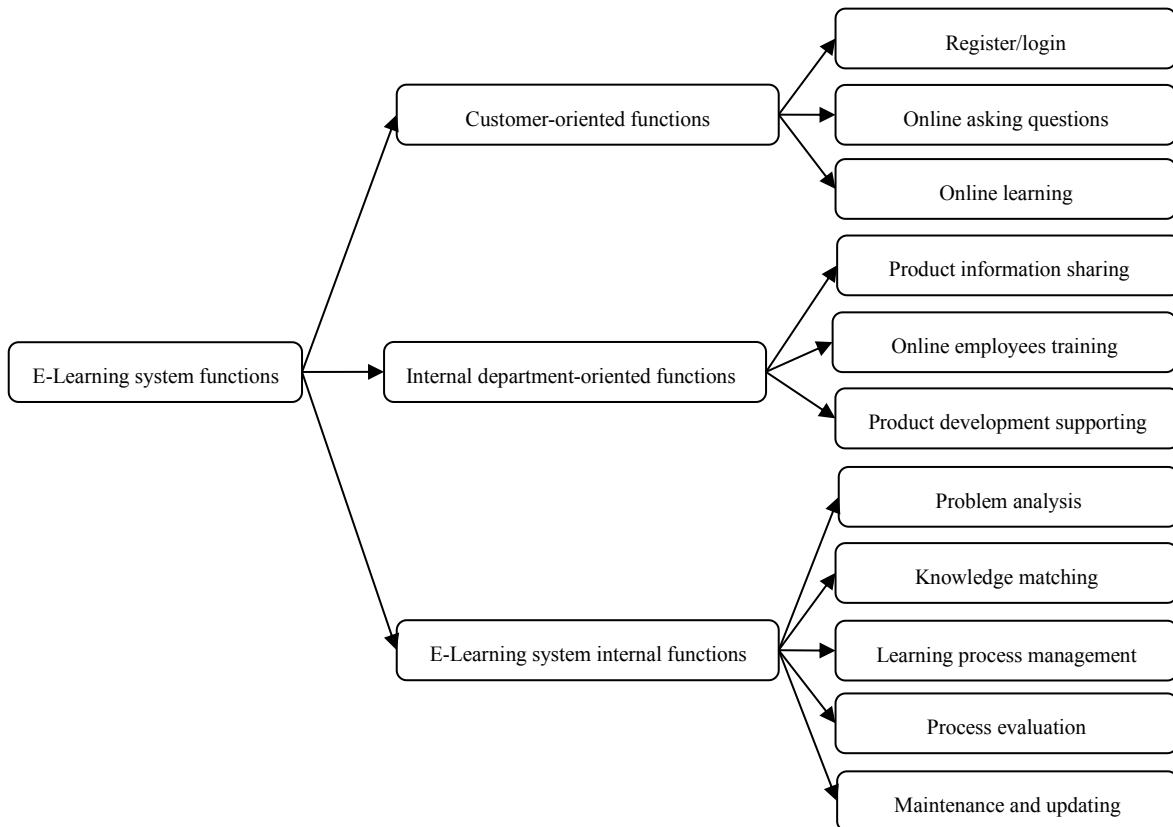 E-Learning system functions
Customer-oriented functions
Register/login
Online asking questions
Online learning
Internal department-oriented functions
Product information sharing
Online employees training
Product development supporting
E-Learning system internal functions
Problem analysis
Knowledge matching
Learning process management
Process evaluation
Maintenance and updating